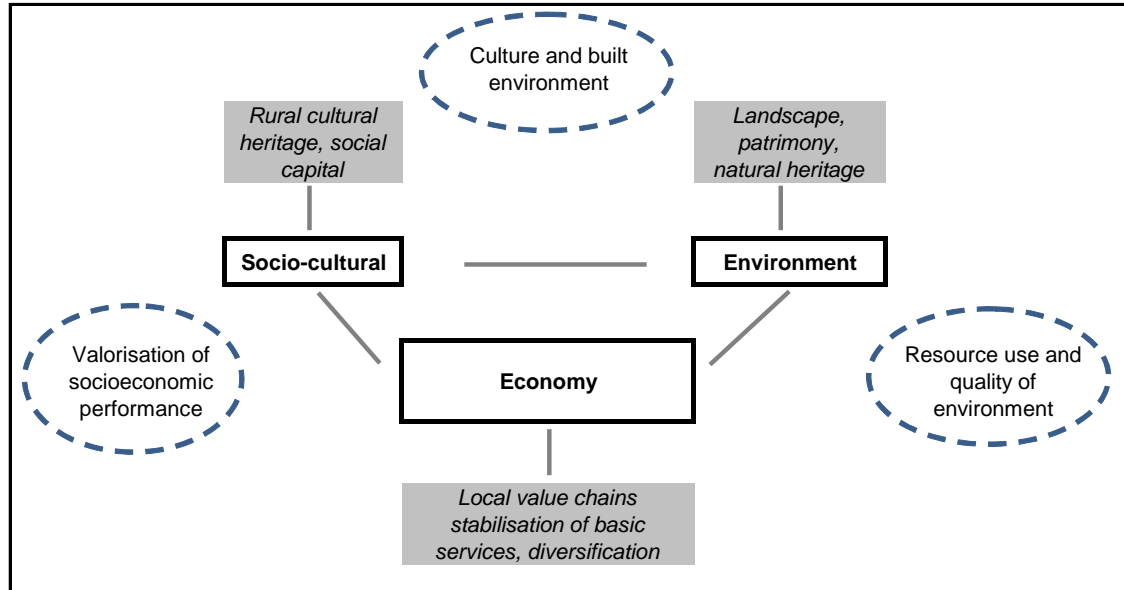 Culture and built
environment
Rural cultural
heritage, social
capital
Landscape,
patrimony,
natural heritage
Socio-cultural
Environment
Valorisation of
socioeconomic
performance
Economy
Resource use and
quality of
environment
Local value chains
stabilisation of basic
services, diversification